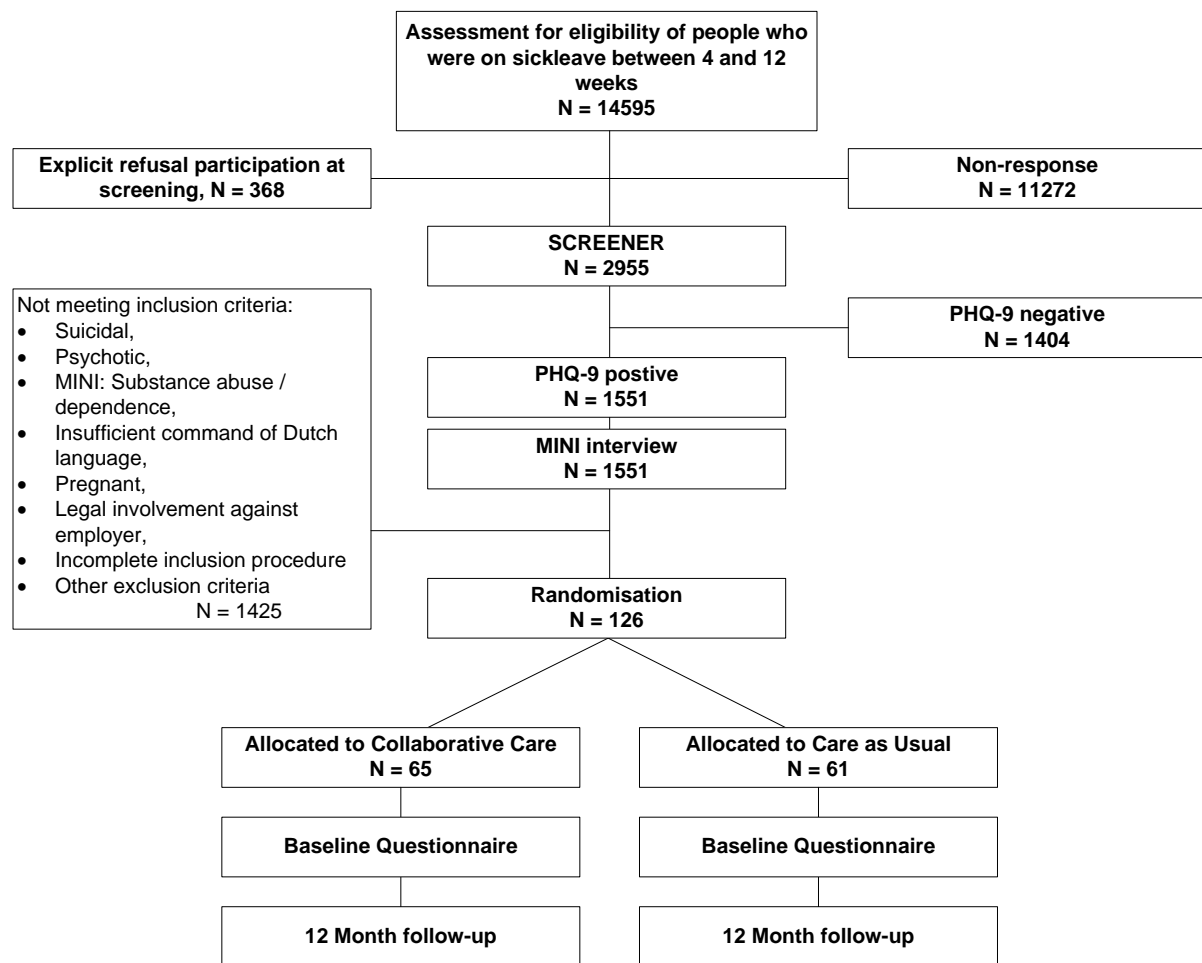 Assessment for eligibility of people who
were on sickleave between 4 and 12
weeks
N = 14595
Explicit refusal participation at
screening, N = 368
Non-response
N = 11272
SCREENER
N = 2955
Not meeting inclusion criteria:
• Suicidal,
• Psychotic,
• MINI: Substance abuse /
dependence,
• Insufficient command of Dutch
language,
• Pregnant,
• Legal involvement against
employer,
• Incomplete inclusion procedure
• Other exclusion criteria
N = 1425
PHQ-9 negative
N = 1404
PHQ-9 postive
N = 1551
MINI interview
N = 1551
Randomisation
N = 126
Allocated to Collaborative Care
N = 65
Allocated to Care as Usual
N = 61
Baseline Questionnaire
Baseline Questionnaire
12 Month follow-up
12 Month follow-up